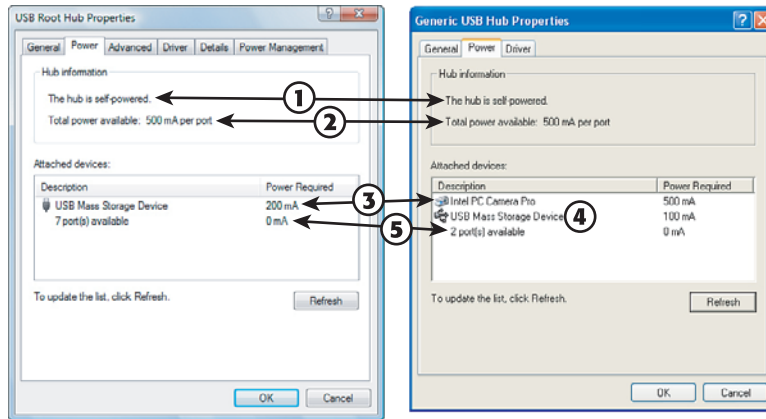 USB Root Hub Properties
General Power Advanced Driver Details Power Management
Hub information
The hub is self-powered.
Total power available: 500 mA per port
Attached devices:
Description Power Required
USB Mass Storage Device 200 mA
7 port(s) available 0 mA
To update the list, click Refresh.
Refresh
OK Cancel
1
2
3
5
Generic USB Hub Properties
General Power Driver
Hub information
The hub is self-powered.
Total power available: 500 mA per port
Attached devices:
Description Power Required
Intel PC Camera Pro 500 mA
USB Mass Storage Device 4 100 mA
2 port(s) available 0 mA
To update the list, click Refresh.
Refresh
OK Cancel